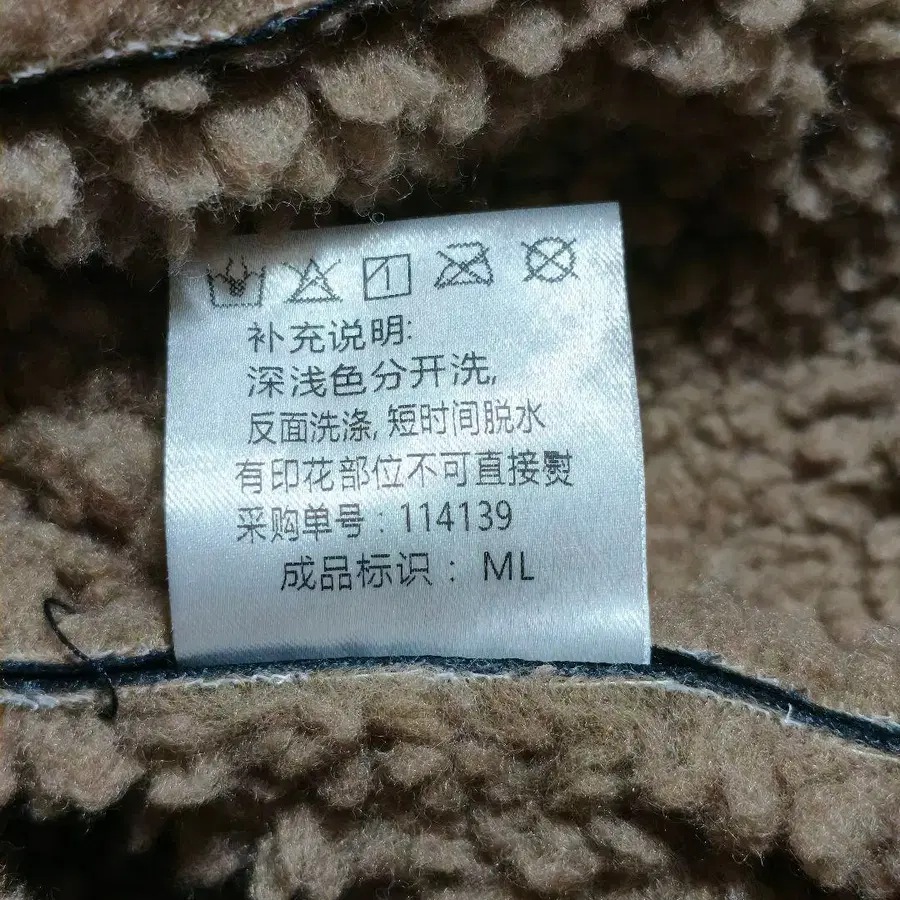 补充说明:
深浅色分开洗,
反面洗涤, 短时间脱水
有印花部位不可直接熨
采购单号: 114139
成品标识: ML